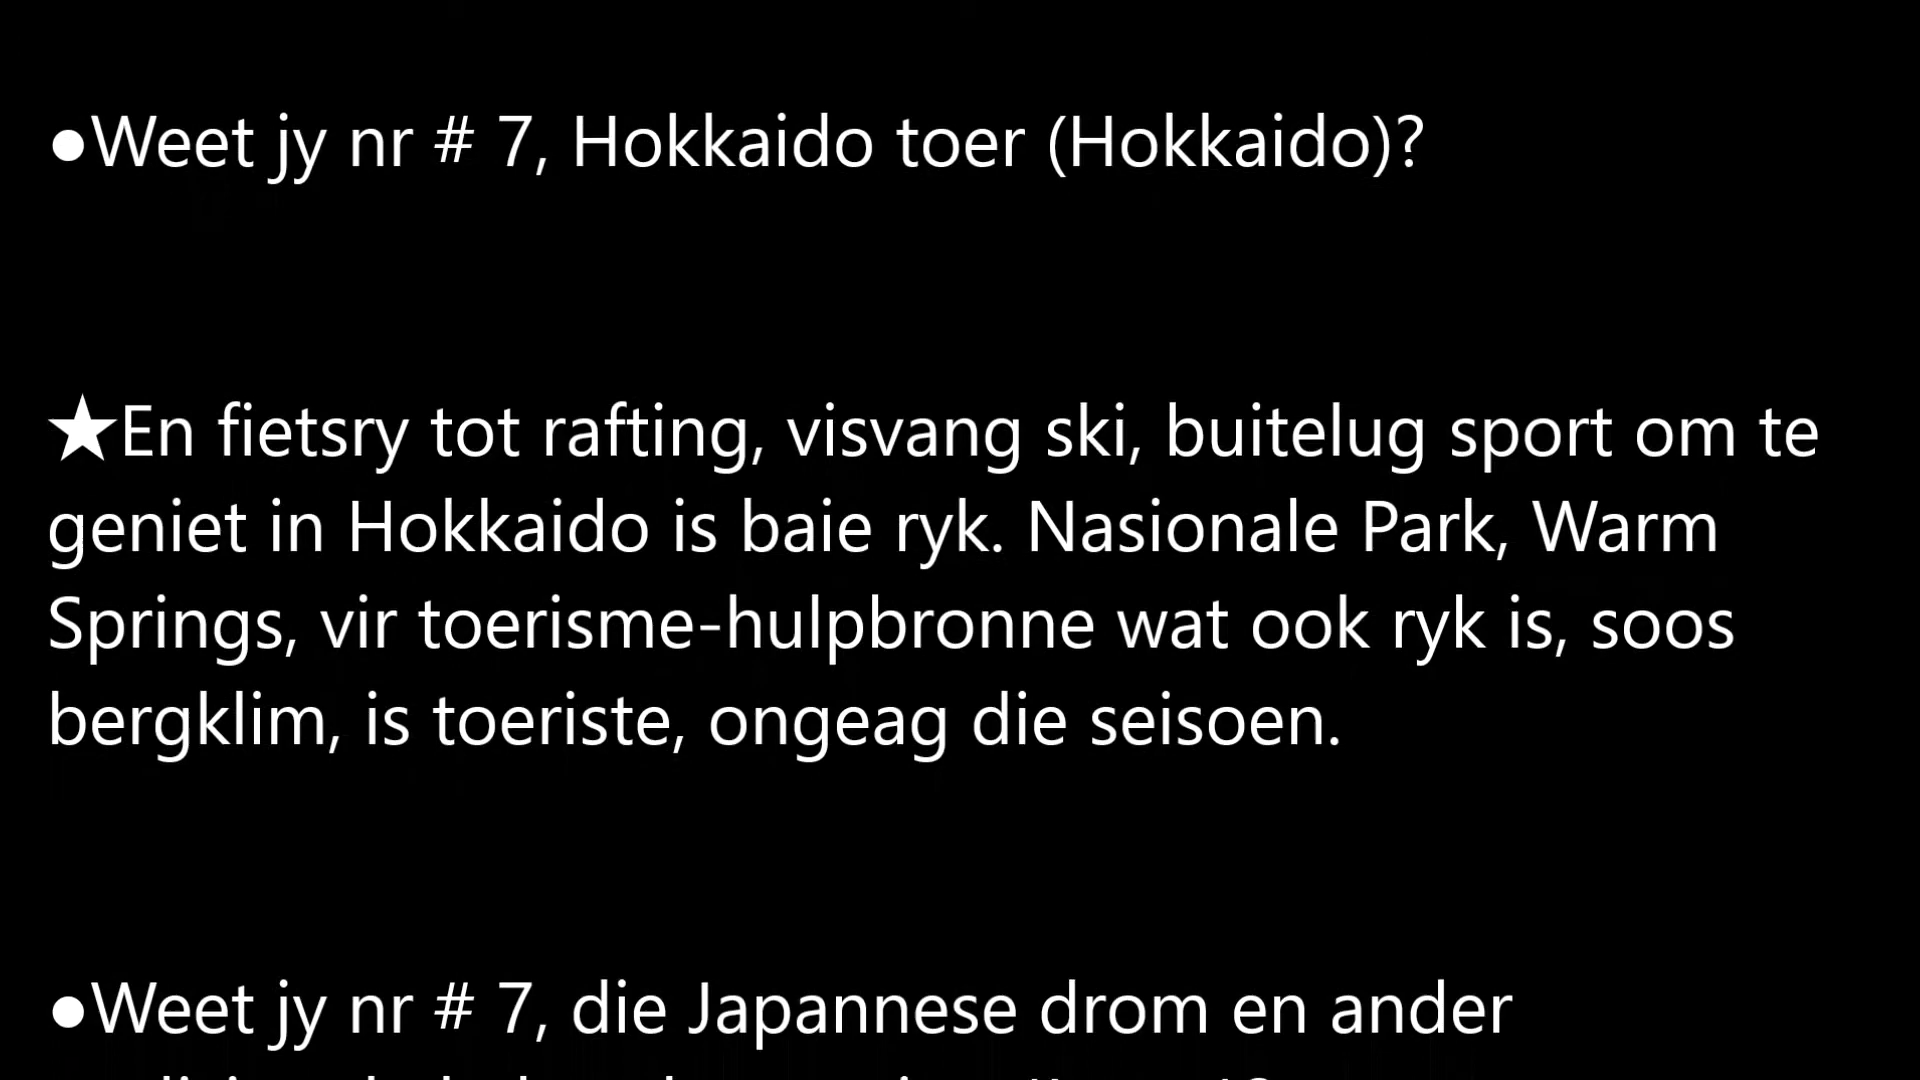 ●Weet jy nr # 7, Hokkaido toer (Hokkaido)?
★En fietsry tot rafting, visvang ski, buitelug sport om te
geniet in Hokkaido is baie ryk. Nasionale Park, Warm
Springs, vir toerisme-hulpbronne wat ook ryk is, soos
bergklim, is toeriste, ongeag die seisoen.
●Weet jy nr # 7, die Japannese drom en ander